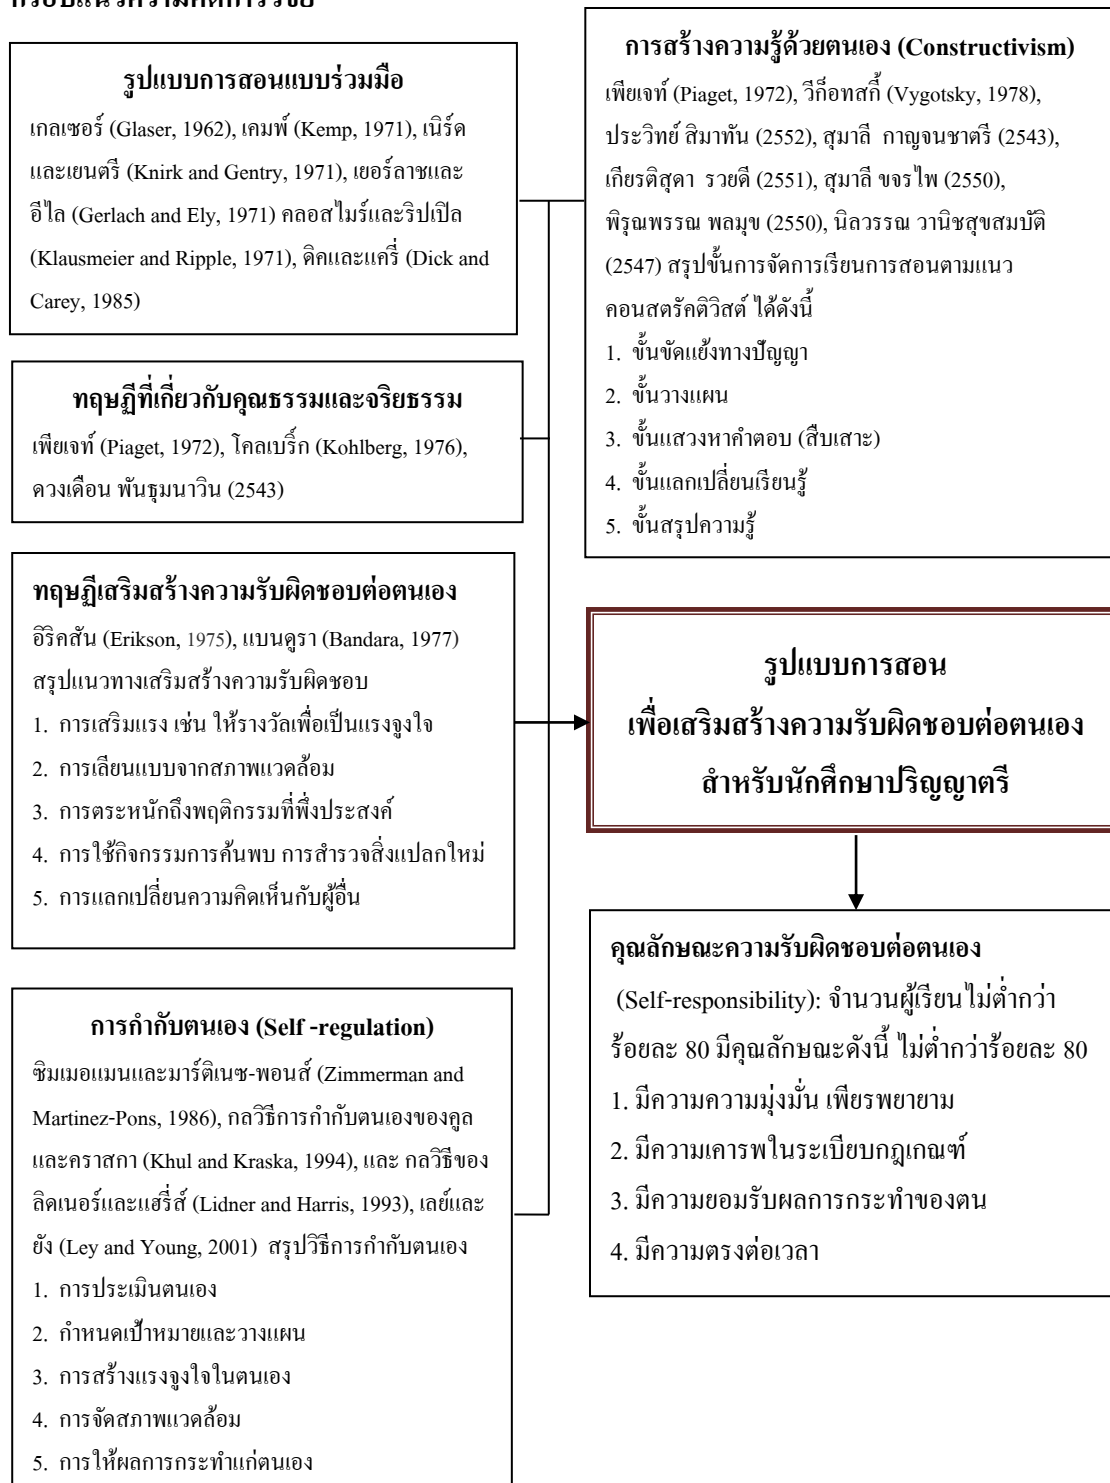 กรอบแนวความคิดการวิจัย
รูปแบบการสอนแบบร่วมมือ
เกลเซอร์ (Glaser, 1962), เคมพ์ (Kemp, 1971), เนิร์ค
และเยนตรี (Knirk and Gentry, 1971), เยอร์ลาชและ
อีไล (Gerlach and Ely, 1971) คลอสไมร์และริปเปิล
(Klausmeier and Ripple, 1971), ดิคและแครี่ (Dick and
Carey, 1985)
ทฤษฏีที่เกี่ยวกับคุณธรรมและจริยธรรม
เพียเจท์ (Piaget, 1972), โคลเบริ์ก (Kohlberg, 1976),
ดวงเดือน พันธุมนาวิน (2543)
ทฤษฏีเสริมสร้างความรับผิดชอบต่อตนเอง
อิริคสัน (Erikson, 1975), แบนดูรา (Bandara, 1977)
สรุปแนวทางเสริมสร้างความรับผิดชอบ
1. การเสริมแรง เช่น ให้รางวัลเพื่อเป็นแรงจูงใจ
2. การเลียนแบบจากสภาพแวดล้อม
3. การตระหนักถึงพฤติกรรมที่พึ่งประสงค์
4. การใช้กิจกรรมการค้นพบ การสำรวจสิ่งแปลกใหม่
5. การแลกเปลี่ยนความคิดเห็นกับผู้อื่น
การกำกับตนเอง (Self -regulation)
ซิมเมอแมนและมาร์ติเนซ-พอนส์ (Zimmerman and
Martinez-Pons, 1986), กลวิธีการกำกับตนเองของคูล
และคราสกา (Khul and Kraska, 1994), และ กลวิธีของ
ลิดเนอร์และแฮรี่ส์ (Lidner and Harris, 1993), เลย์และ
ยัง (Ley and Young, 2001) สรุปวิธีการกำกับตนเอง
1. การประเมินตนเอง
2. กำหนดเป้าหมายและวางแผน
3. การสร้างแรงจูงใจในตนเอง
4. การจัดสภาพแวดล้อม
5. การให้ผลการกระทำแก่ตนเอง
การสร้างความรู้ด้วยตนเอง (Constructivism)
เพียเจท์ (Piaget, 1972), วีก็อทสกี้ (Vygotsky, 1978),
ประวิทย์ สิมาทัน (2552), สุมาลี กาญจนชาตรี (2543),
เกียรติสุดา รวยดี (2551), สุมาลี ขจรไพ (2550),
พิรุณพรรณ พลมุข (2550), นิลวรรณ วานิชสุขสมบัติ
(2547) สรุปขั้นการจัดการเรียนการสอนตามแนว
คอนสตรัคติวิสต์ ได้ดังนี้
1. ขั้นขัดแย้งทางปัญญา
2. ขั้นวางแผน
3. ขั้นแสวงหาคำตอบ (สืบเสาะ)
4. ขั้นแลกเปลี่ยนเรียนรู้
5. ขั้นสรุปความรู้
รูปแบบการสอน
เพื่อเสริมสร้างความรับผิดชอบต่อตนเอง
สำหรับนักศึกษาปริญญาตรี
คุณลักษณะความรับผิดชอบต่อตนเอง
(Self-responsibility): จำนวนผู้เรียนไม่ต่ำกว่า
ร้อยละ 80 มีคุณลักษณะดังนี้ ไม่ต่ำกว่าร้อยละ 80
1. มีความความมุ่งมั่น เพียรพยายาม
2. มีความเคารพในระเบียบกฎเกณฑ์
3. มีความยอมรับผลการกระทำของตน
4. มีความตรงต่อเวลา